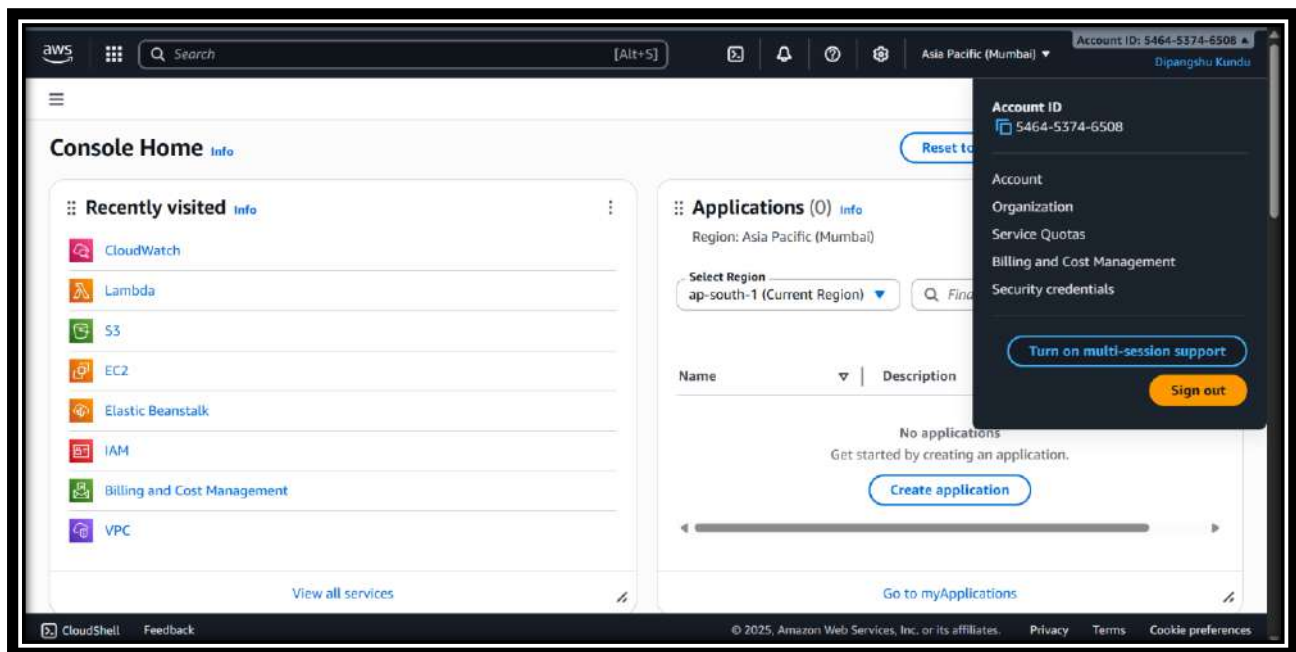 aws
Search [Alt+S]
Asia Pacific (Mumbai)
Account ID: 5464-5374-6508
Dipangshu Kundu
Account ID
5464-5374-6508
Account
Organization
Service Quotas
Billing and Cost Management
Security credentials
Turn on multi-session support
Sign out
Console Home Info
Reset to
Recently visited Info
CloudWatch
Lambda
S3
EC2
Elastic Beanstalk
IAM
Billing and Cost Management
VPC
View all services
Applications (0) Info
Region: Asia Pacific (Mumbai)
Select Region
ap-south-1 (Current Region)
Name Description
No applications
Get started by creating an application.
Create application
Go to myApplications
CloudShell Feedback © 2025, Amazon Web Services, Inc. or its affiliates. Privacy Terms Cookie preferences